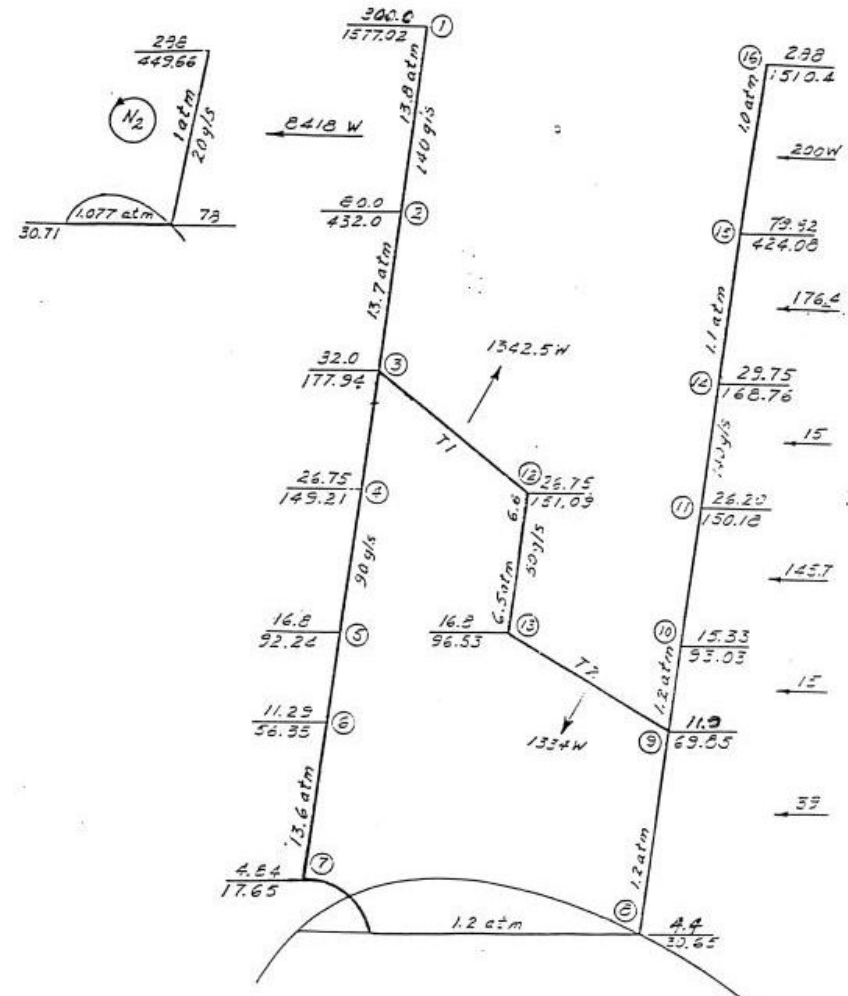 300.0 ①
1577.02
298
449.66
1 atm
20 g/s
N2
1.077 atm
30.71
78
13.8 atm
140 g/s
8418 W
80.0 ②
432.0
13.7 atm
32.0 ③
177.94
1342.5 W
T1
26.75 ④
149.21
⑫ 26.75
151.09
6.6
90 g/s
50 g/s
6.5 atm
16.8 ⑤
92.24
16.8 ⑬
96.53
T2
11.29 ⑥
56.35
1334 W
13.6 atm
⑦
4.84
17.65
⑯ 298
1510.4
1.0 atm
200 W
⑮ 79.92
424.08
176.4
1.1 atm
⑭ 29.75
168.76
140 g/s
15
⑪ 26.20
150.18
145.7
⑩ 15.33
93.03
1.2 atm
15
⑨ 11.9
69.85
39
1.2 atm
⑧
1.2 atm
4.4
30.65